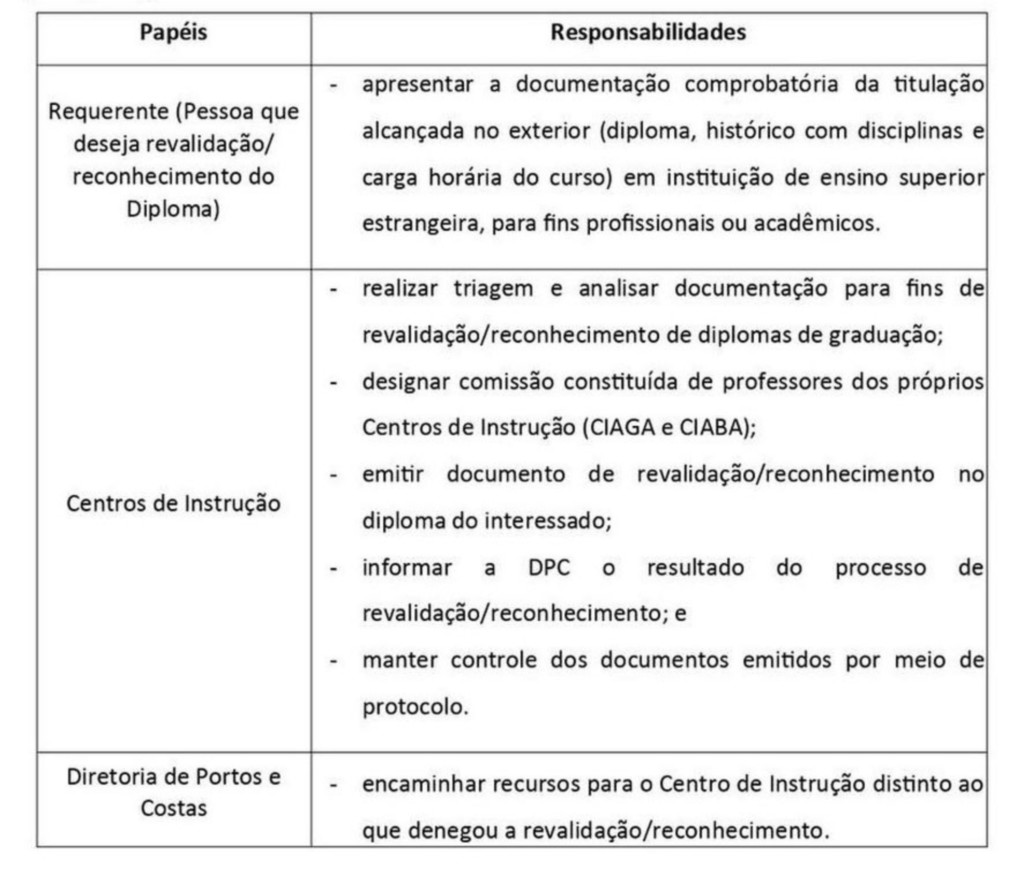 Papéis
Responsabilidades
Requerente (Pessoa que
deseja revalidação/
reconhecimento do
Diploma)
- apresentar a documentação comprobatória da titulação
alcançada no exterior (diploma, histórico com disciplinas e
carga horária do curso) em instituição de ensino superior
estrangeira, para fins profissionais ou acadêmicos.
Centros de Instrução
- realizar triagem e analisar documentação para fins de
revalidação/reconhecimento de diplomas de graduação;
- designar comissão constituída de professores dos próprios
Centros de Instrução (CIAGA e CIABA);
- emitir documento de revalidação/reconhecimento no
diploma do interessado;
- informar a DPC o resultado do processo de
revalidação/reconhecimento; e
- manter controle dos documentos emitidos por meio de
protocolo.
Diretoria de Portos e
Costas
- encaminhar recursos para o Centro de Instrução distinto ao
que denegou a revalidação/reconhecimento.